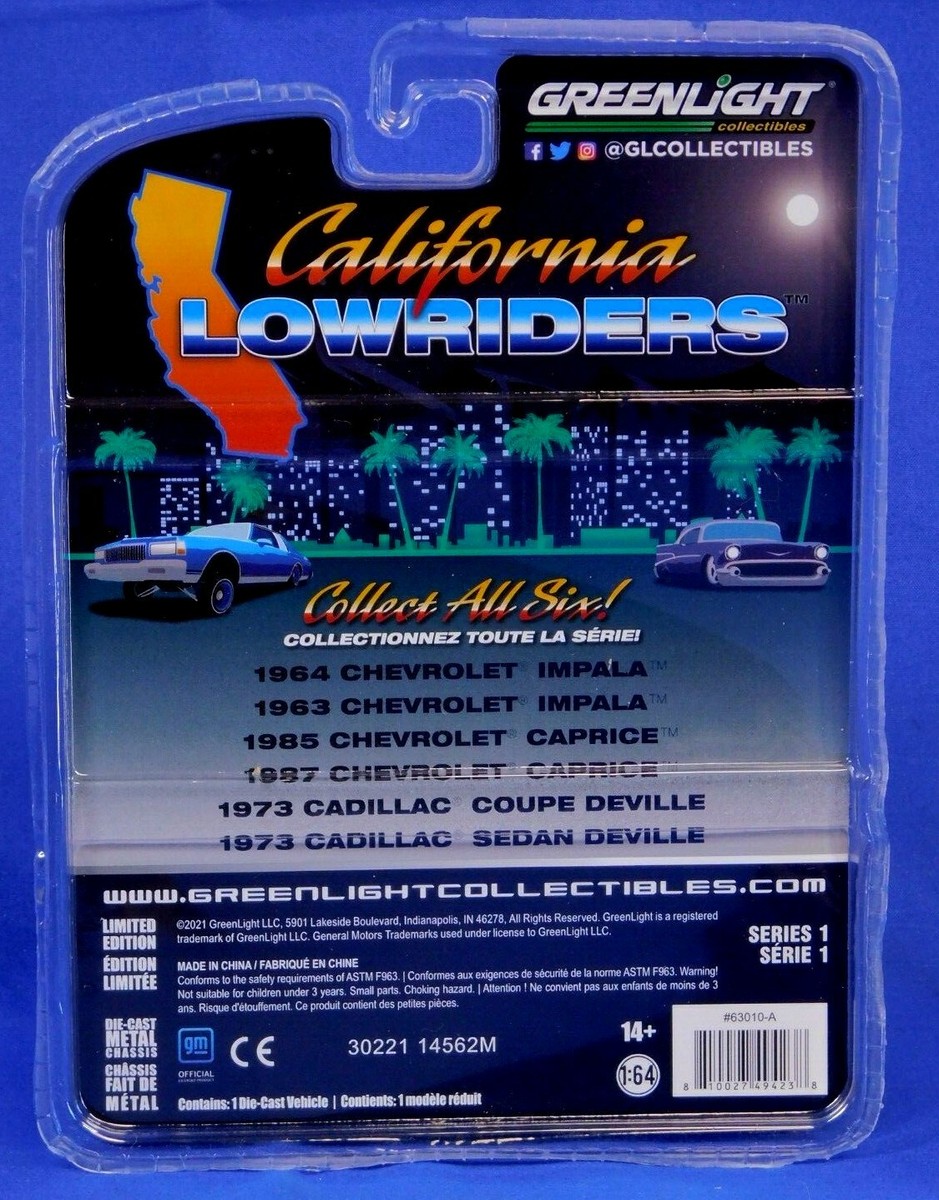 GREENLiGHT®
collectibles
@GLCOLLECTIBLES
California
LOWRIDERS™
Collect All Six!
COLLECTIONNEZ TOUTE LA SÉRIE!
1964 CHEVROLET® IMPALA™
1963 CHEVROLET® IMPALA™
1985 CHEVROLET® CAPRICE™
1987 CHEVROLET® CAPRICE™
1973 CADILLAC® COUPE DEVILLE
1973 CADILLAC® SEDAN DEVILLE
www.GREENLIGHTCOLLECTIBLES.COM
LIMITED
EDITION
ÉDITION
LIMITÉE
©2021 GreenLight LLC, 5901 Lakeside Boulevard, Indianapolis, IN 46278, All Rights Reserved. GreenLight is a registered
trademark of GreenLight LLC. General Motors Trademarks used under license to GreenLight LLC.
MADE IN CHINA / FABRIQUÉ EN CHINE
Conforms to the safety requirements of ASTM F963. | Conformes aux exigences de sécurité de la norme ASTM F963. Warning!
Not suitable for children under 3 years. Small parts. Choking hazard. | Attention ! Ne convient pas aux enfants de moins de 3
ans. Risque d'étouffement. Ce produit contient des petites pièces.
SERIES 1
SÉRIE 1
DIE-CAST
METAL
CHASSIS
CHÂSSIS
FAIT DE
MÉTAL
gm
OFFICIAL
CE
30221 14562M
14+
1:64
#63010-A
8 10027 49423 8
Contains: 1 Die-Cast Vehicle | Contients: 1 modèle réduit